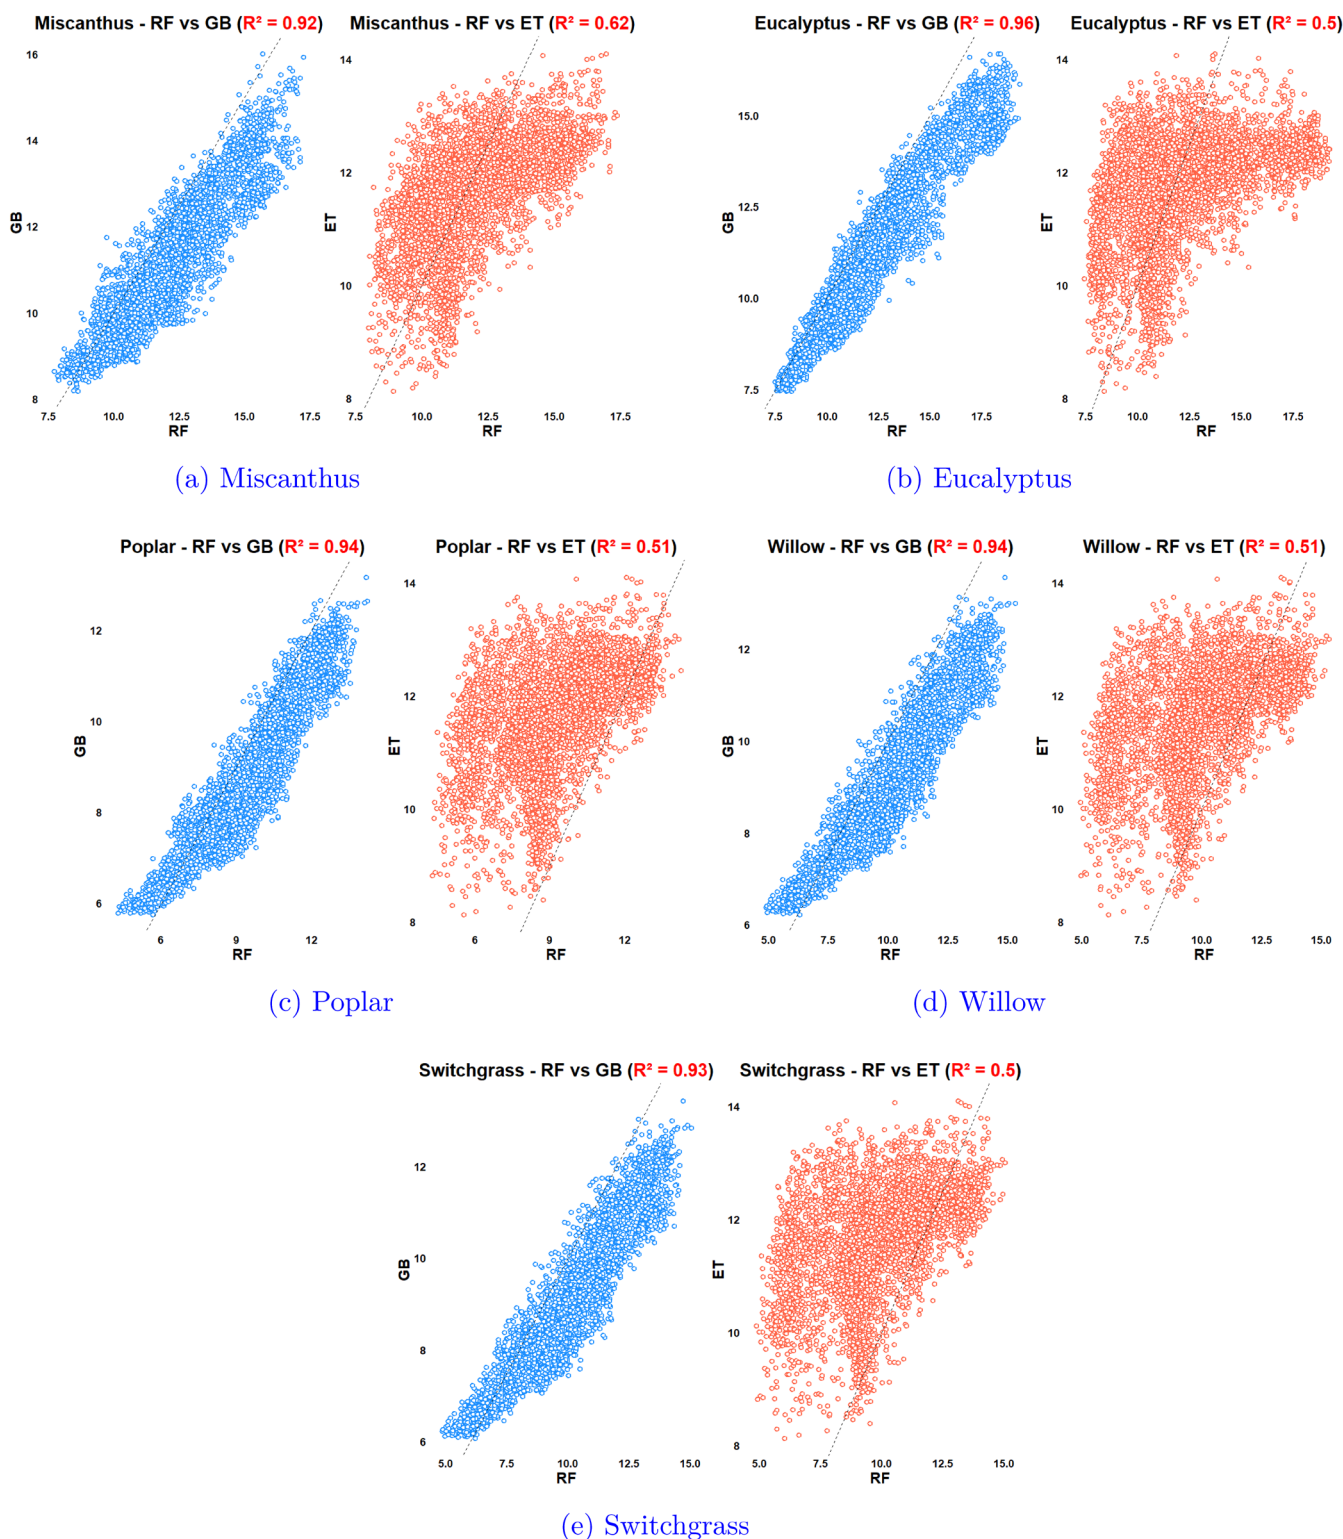 Miscanthus - RF vs GB (R² = 0.92)
16
14
12
10
8
GB
7.5 10.0 12.5 15.0 17.5
RF
Miscanthus - RF vs ET (R² = 0.62)
14
12
10
8
ET
7.5 10.0 12.5 15.0 17.5
RF
(a) Miscanthus
Eucalyptus - RF vs GB (R² = 0.96)
15.0
12.5
10.0
7.5
GB
7.5 10.0 12.5 15.0 17.5
RF
Eucalyptus - RF vs ET (R² = 0.5)
14
12
10
8
ET
7.5 10.0 12.5 15.0 17.5
RF
(b) Eucalyptus
Poplar - RF vs GB (R² = 0.94)
12
10
8
6
GB
6 9 12
RF
Poplar - RF vs ET (R² = 0.51)
14
12
10
8
ET
6 9 12
RF
(c) Poplar
Willow - RF vs GB (R² = 0.94)
12
10
8
6
GB
5.0 7.5 10.0 12.5 15.0
RF
Willow - RF vs ET (R² = 0.51)
14
12
10
8
ET
5.0 7.5 10.0 12.5 15.0
RF
(d) Willow
Switchgrass - RF vs GB (R² = 0.93)
12
10
8
6
GB
5.0 7.5 10.0 12.5 15.0
RF
Switchgrass - RF vs ET (R² = 0.5)
14
12
10
8
ET
5.0 7.5 10.0 12.5 15.0
RF
(e) Switchgrass